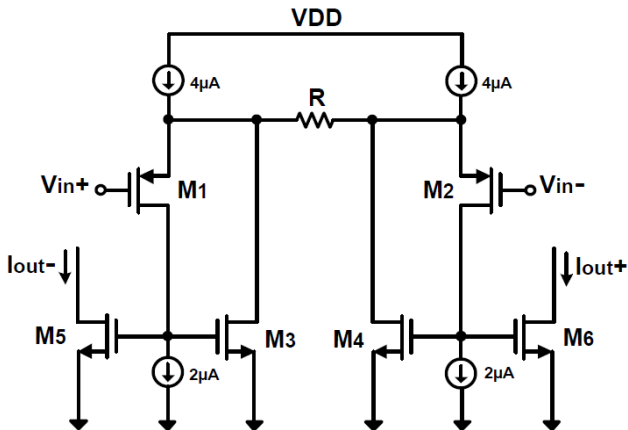 VDD
4μA
R
4μA
Vin+
M1
M2
Vin-
Iout-
Iout+
M5
M3
M4
M6
2μA
2μA